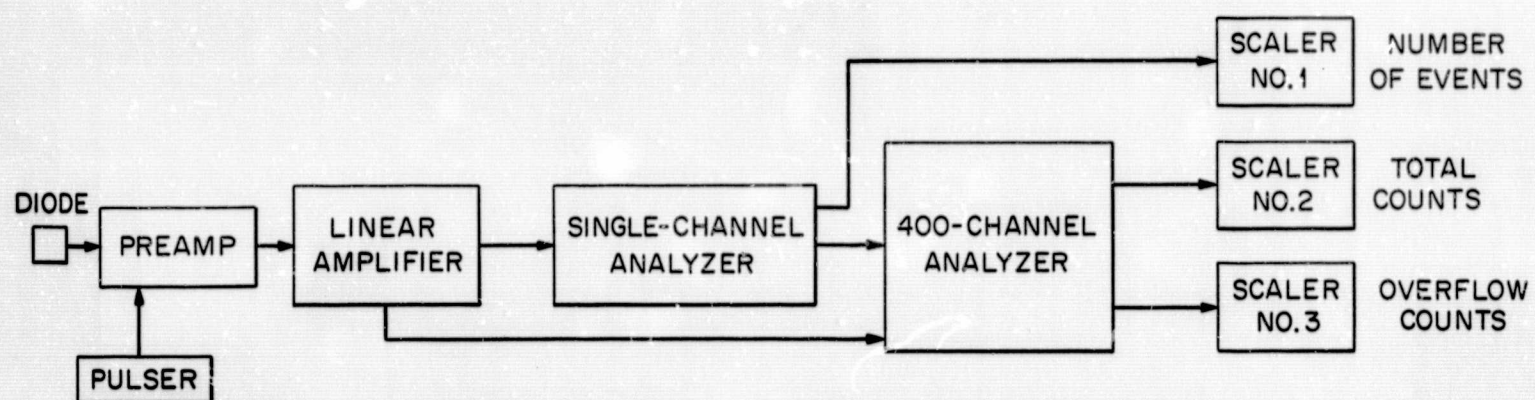 DIODE
PREAMP
PULSER
LINEAR
AMPLIFIER
SINGLE-CHANNEL
ANALYZER
400-CHANNEL
ANALYZER
SCALER
NO.1
NUMBER
OF EVENTS
SCALER
NO.2
TOTAL
COUNTS
SCALER
NO.3
OVERFLOW
COUNTS